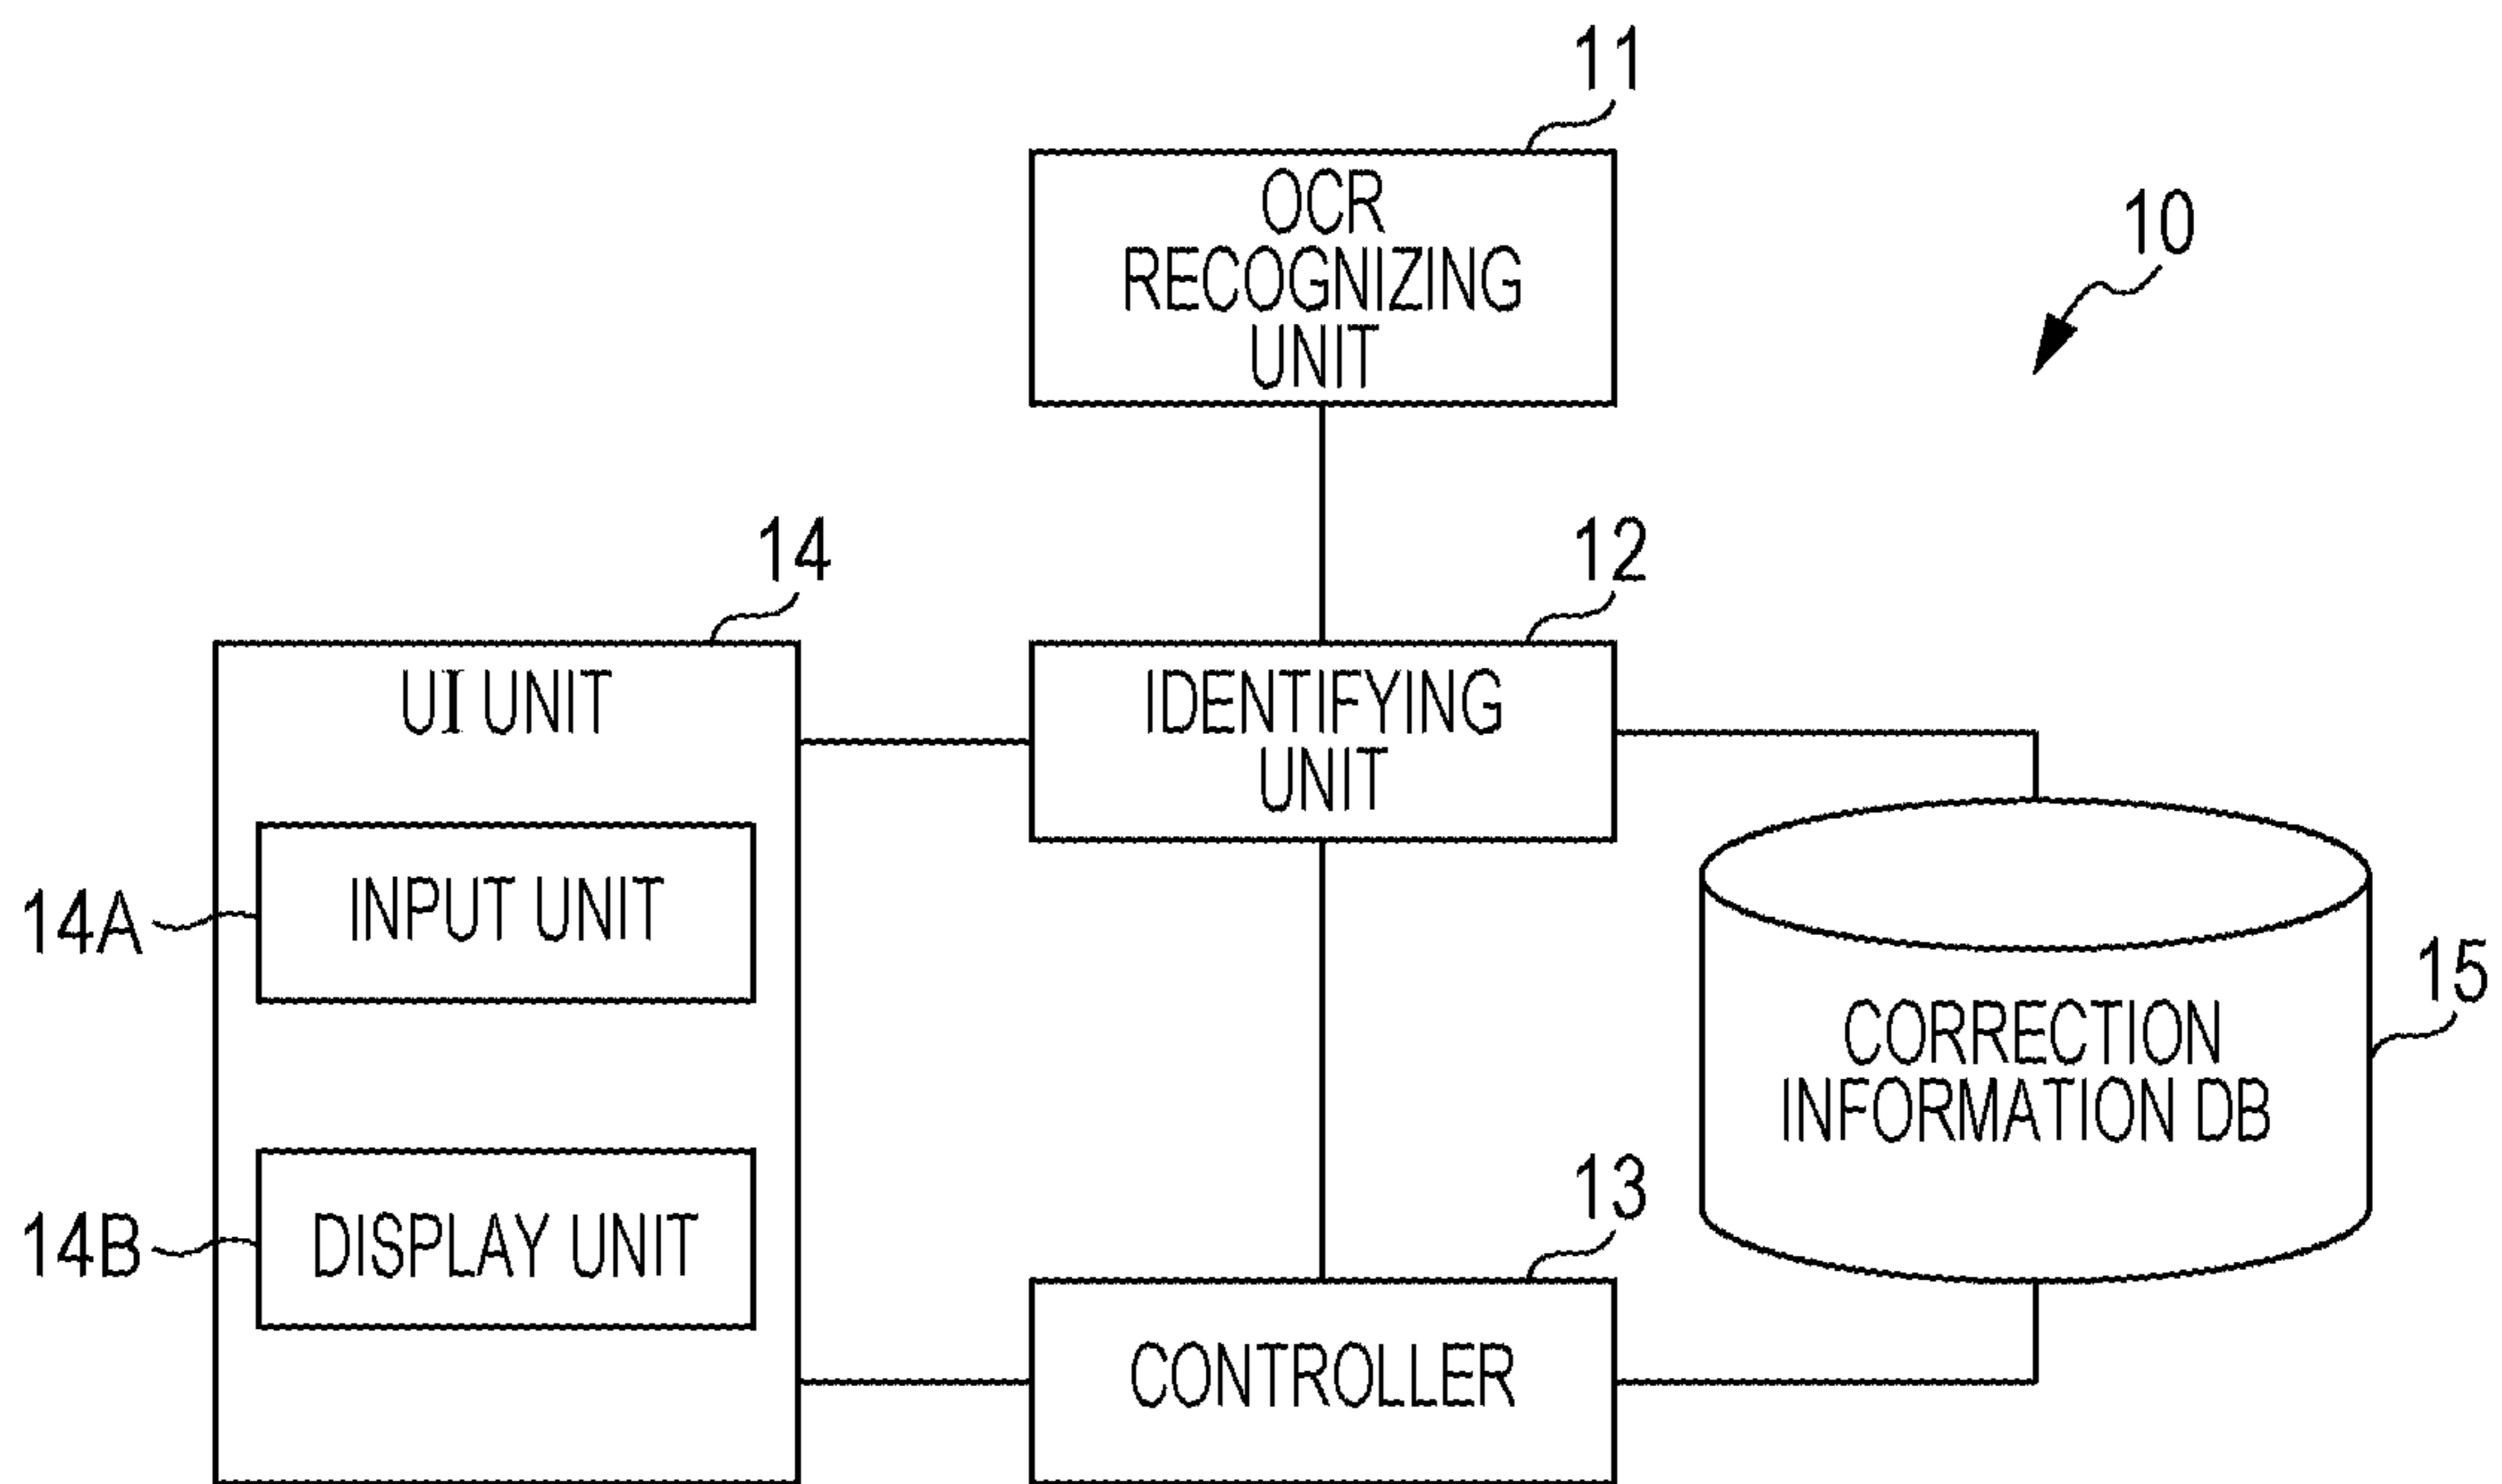 11
OCR
RECOGNIZING
UNIT
10
14
12
UI UNIT
IDENTIFYING
UNIT
14A
INPUT UNIT
15
CORRECTION
INFORMATION DB
13
14B
DISPLAY UNIT
CONTROLLER